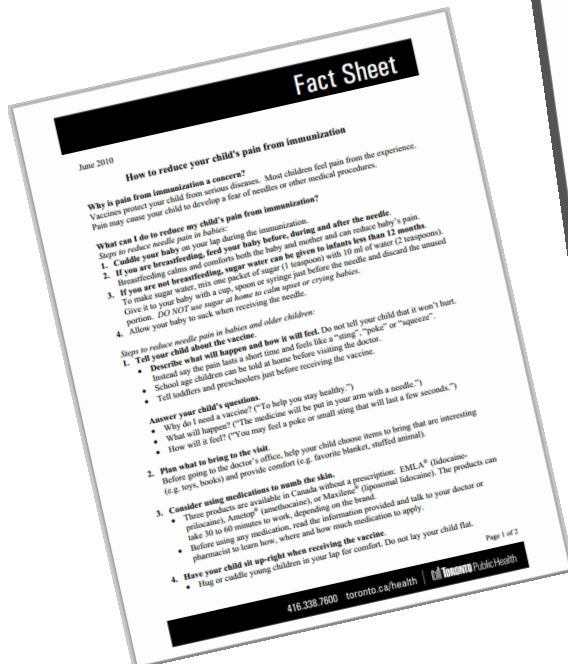 Fact Sheet
June 2010
How to reduce your child's pain from immunization
Why is pain from immunization a concern?
Vaccines protect your child from serious diseases. Most children feel pain from the experience.
Pain may cause your child to develop a fear of needles or other medical procedures.
What can I do to reduce my child's pain from immunization?
Steps to reduce needle pain in babies:
1. Cuddle your baby on your lap during the immunization.
2. If you are breastfeeding, feed your baby before, during and after the needle.
Breastfeeding calms and comforts both the baby and mother and can reduce baby's pain.
3. If you are not breastfeeding, sugar water can be given to infants less than 12 months.
To make sugar water, mix one packet of sugar (1 teaspoon) with 10 ml of water (2 teaspoons).
Give it to your baby with a cup, spoon or syringe just before the needle and discard the unused
portion. DO NOT use sugar at home to calm upset or crying babies.
4. Allow your baby to suck when receiving the needle.
Steps to reduce needle pain in babies and older children:
1. Tell your child about the vaccine.
• Describe what will happen and how it will feel. Do not tell your child that it won't hurt.
Instead say the pain lasts a short time and feels like a "sting", "poke" or "squeeze".
• School age children can be told at home before visiting the doctor.
• Tell toddlers and preschoolers just before receiving the vaccine.
Answer your child's questions.
• Why do I need a vaccine? ("To help you stay healthy.")
• What will happen? ("The medicine will be put in your arm with a needle.")
• How will it feel? ("You may feel a poke or small sting that will last a few seconds.")
2. Plan what to bring to the visit.
Before going to the doctor's office, help your child choose items to bring that are interesting
(e.g. toys, books) and provide comfort (e.g. favorite blanket, stuffed animal).
3. Consider using medications to numb the skin.
• Three products are available in Canada without a prescription: EMLA® (lidocaine-
prilocaine), Ametop® (amethocaine), or Maxilene® (liposomal lidocaine). The products can
take 30 to 60 minutes to work, depending on the brand.
• Before using any medication, read the information provided and talk to your doctor or
pharmacist to learn how, where and how much medication to apply.
4. Have your child sit up-right when receiving the vaccine.
• Hug or cuddle young children in your lap for comfort. Do not lay your child flat.
Page 1 of 2
416.338.7600 toronto.ca/health | TORONTO Public Health